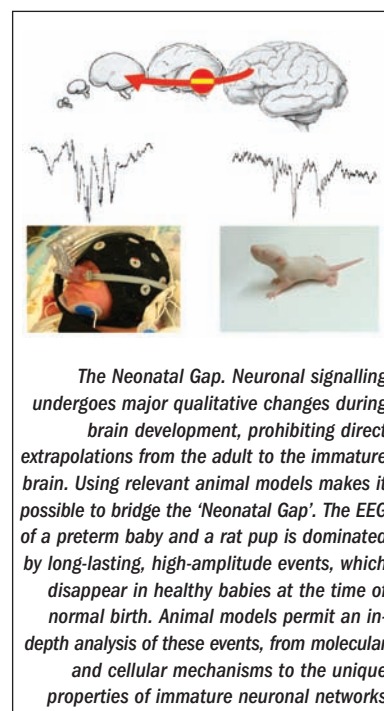 The Neonatal Gap. Neuronal signalling
undergoes major qualitative changes during
brain development, prohibiting direct
extrapolations from the adult to the immature
brain. Using relevant animal models makes it
possible to bridge the ‘Neonatal Gap’. The EEG
of a preterm baby and a rat pup is dominated
by long-lasting, high-amplitude events, which
disappear in healthy babies at the time of
normal birth. Animal models permit an in-
depth analysis of these events, from molecular
and cellular mechanisms to the unique
properties of immature neuronal networks